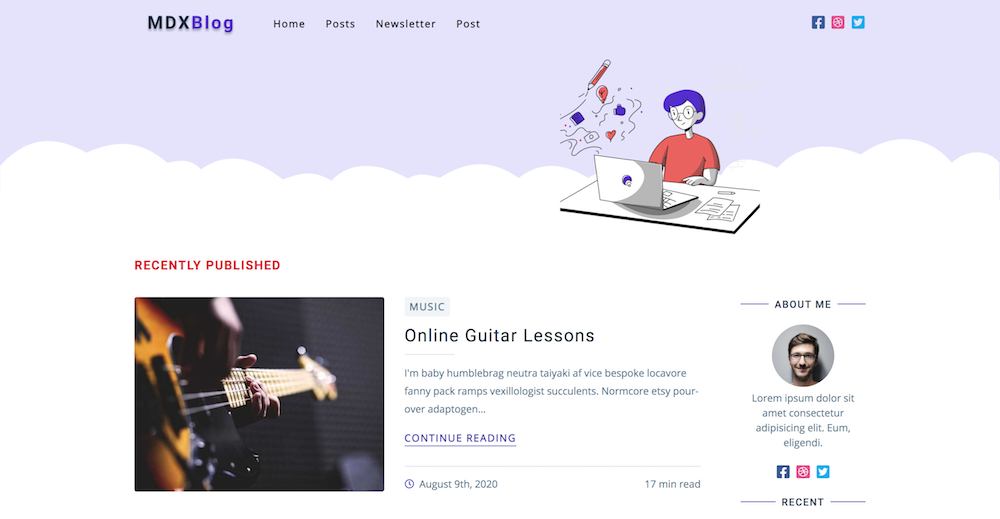 MDXBlog
Home Posts Newsletter Post
RECENTLY PUBLISHED
MUSIC
Online Guitar Lessons
I'm baby humblebrag neutra taiyaki af vice bespoke locavore
fanny pack ramps vexillologist succulents. Normcore etsy pour-
over adaptogen...
CONTINUE READING
August 9th, 2020 17 min read
ABOUT ME
Lorem ipsum dolor sit
amet consectetur
adipisicing elit. Eum,
eligendi.
RECENT